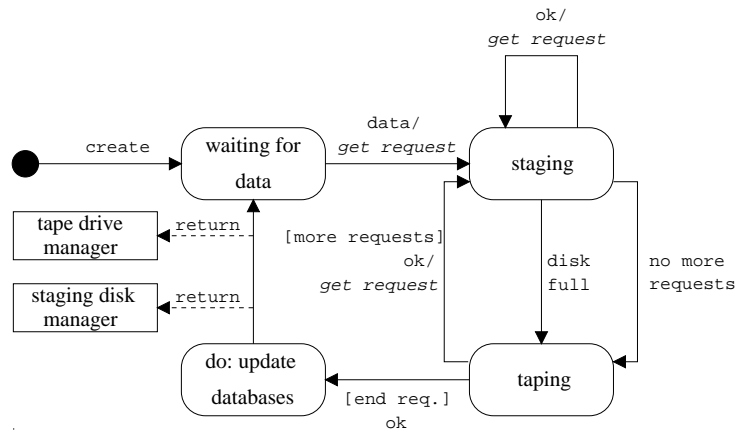 ok/
get request
create
waiting for
data
data/
get request
staging
tape drive
manager
return
[more requests]
ok/
get request
disk
full
no more
requests
staging disk
manager
return
do: update
databases
[end req.]
ok
taping